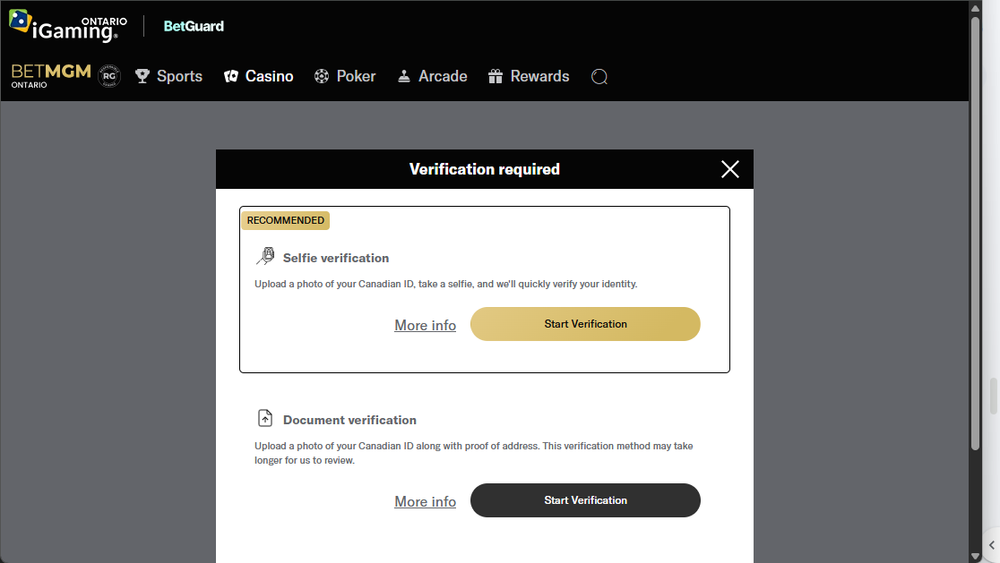 ONTARIO
iGaming
BetGuard
BETMGM
ONTARIO
RG
Sports
Casino
Poker
Arcade
Rewards
Verification required
RECOMMENDED
Selfie verification
Upload a photo of your Canadian ID, take a selfie, and we'll quickly verify your identity.
More info
Start Verification
Document verification
Upload a photo of your Canadian ID along with proof of address. This verification method may take
longer for us to review.
More info
Start Verification